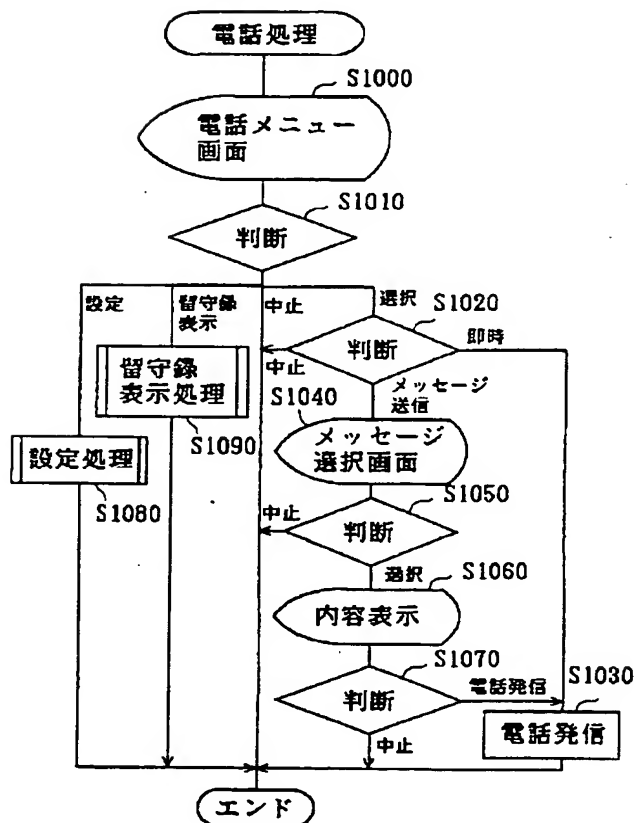 電話処理
S1000
電話メニュー
画面
S1010
判断
設定
留守録
表示
中止
選択
S1020
判断
即時
中止
留守録
表示処理
S1090
メッセージ
送信
S1040
メッセージ
選択画面
設定処理
S1080
S1050
中止
判断
選択
S1060
内容表示
S1070
判断
電話発信
S1030
電話発信
中止
エンド